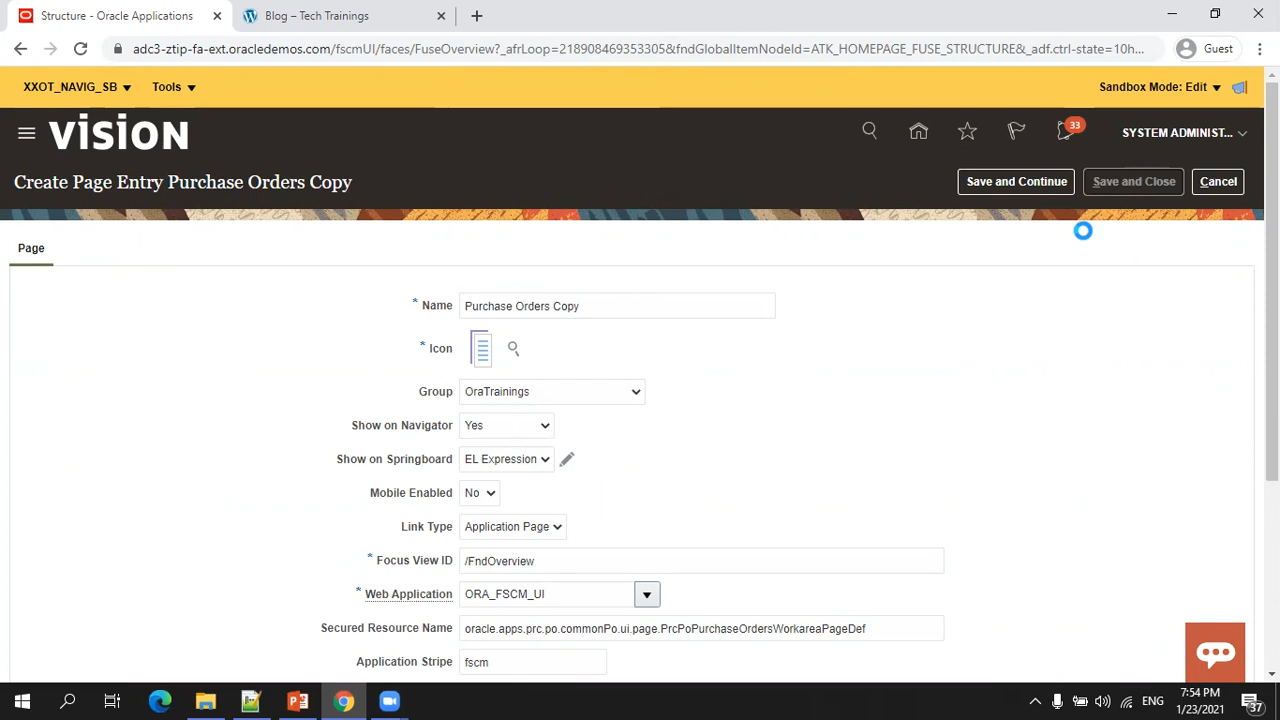 Structure - Oracle Applications
Blog – Tech Trainings
adc3-ztip-fa-ext.oracledemos.com/fscmUI/faces/FuseOverview?_afrLoop=218908469353305&fndGlobalItemNodeId=ATK_HOMEPAGE_FUSE_STRUCTURE&_adf.ctrl-state=10h...
Guest
XXOT_NAVIG_SB
Tools
Sandbox Mode: Edit
VISION
33
SYSTEM ADMINIST...
Create Page Entry Purchase Orders Copy
Save and Continue
Save and Close
Cancel
Page
* Name Purchase Orders Copy
* Icon
Group OraTrainings
Show on Navigator Yes
Show on Springboard EL Expression
Mobile Enabled No
Link Type Application Page
* Focus View ID /FndOverview
* Web Application ORA_FSCM_UI
Secured Resource Name oracle.apps.prc.po.commonPo.ui.page.PrcPoPurchaseOrdersWorkareaPageDef
Application Stripe fscm
ENG
7:54 PM
1/23/2021
37